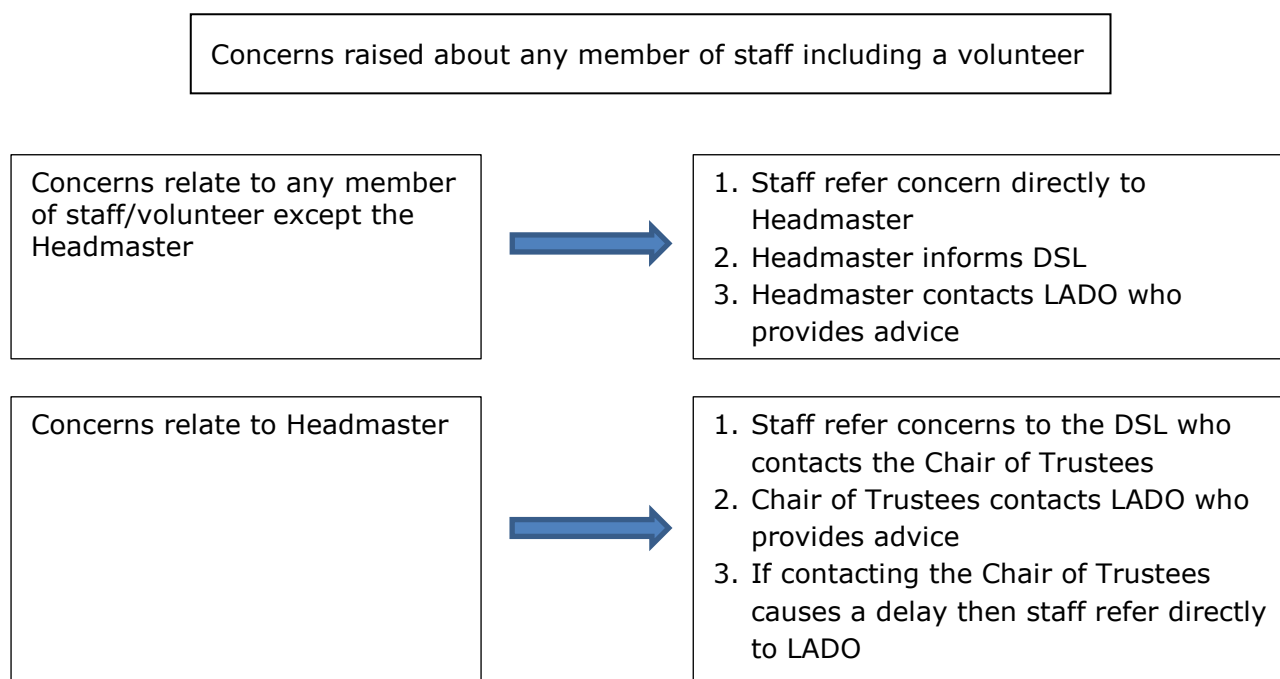 Concerns raised about any member of staff including a volunteer
Concerns relate to any member
of staff/volunteer except the
Headmaster
1. Staff refer concern directly to
Headmaster
2. Headmaster informs DSL
3. Headmaster contacts LADO who
provides advice
Concerns relate to Headmaster
1. Staff refer concerns to the DSL who
contacts the Chair of Trustees
2. Chair of Trustees contacts LADO who
provides advice
3. If contacting the Chair of Trustees
causes a delay then staff refer directly
to LADO